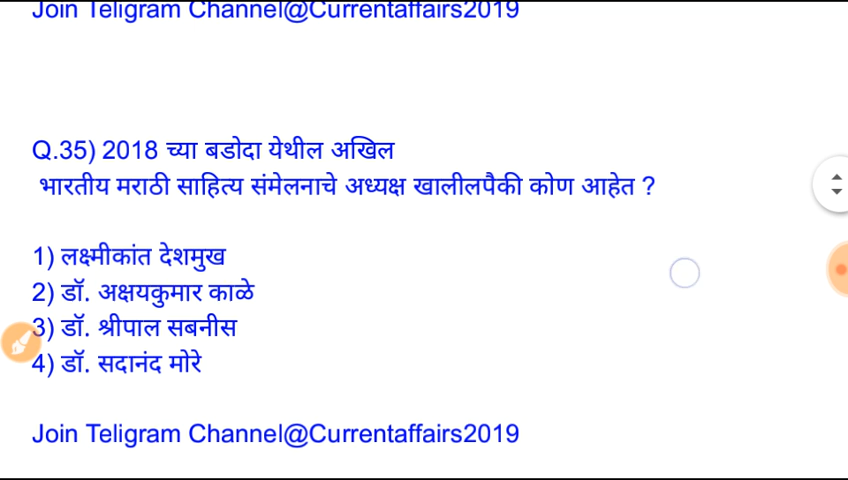 Join Teligram Channel@Currentaffairs2019
Q.35) 2018 च्या बडोदा येथील अखिल
भारतीय मराठी साहित्य संमेलनाचे अध्यक्ष खालीलपैकी कोण आहेत ?
1) लक्ष्मीकांत देशमुख
2) डॉ. अक्षयकुमार काळे
3) डॉ. श्रीपाल सबनीस
4) डॉ. सदानंद मोरे
Join Teligram Channel@Currentaffairs2019